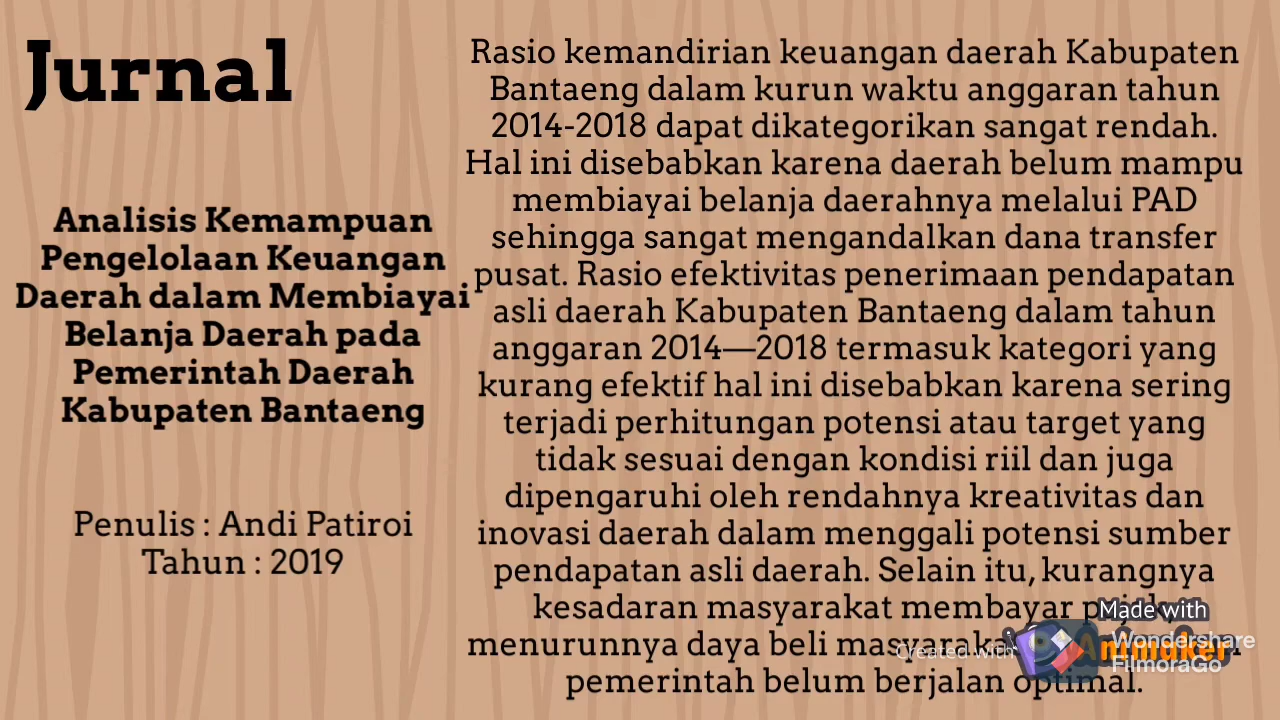 Jurnal
Analisis Kemampuan
Pengelolaan Keuangan
Daerah dalam Membiayai
Belanja Daerah pada
Pemerintah Daerah
Kabupaten Bantaeng
Penulis : Andi Patiroi
Tahun : 2019
Rasio kemandirian keuangan daerah Kabupaten
Bantaeng dalam kurun waktu anggaran tahun
2014-2018 dapat dikategorikan sangat rendah.
Hal ini disebabkan karena daerah belum mampu
membiayai belanja daerahnya melalui PAD
sehingga sangat mengandalkan dana transfer
pusat. Rasio efektivitas penerimaan pendapatan
asli daerah Kabupaten Bantaeng dalam tahun
anggaran 2014—2018 termasuk kategori yang
kurang efektif hal ini disebabkan karena sering
terjadi perhitungan potensi atau target yang
tidak sesuai dengan kondisi riil dan juga
dipengaruhi oleh rendahnya kreativitas dan
inovasi daerah dalam menggali potensi sumber
pendapatan asli daerah. Selain itu, kurangnya
kesadaran masyarakat membayar
menurunnya daya beli
pemerintah belum berjalan optimal.
Made with
Created with
Wondershare
FilmoraGo